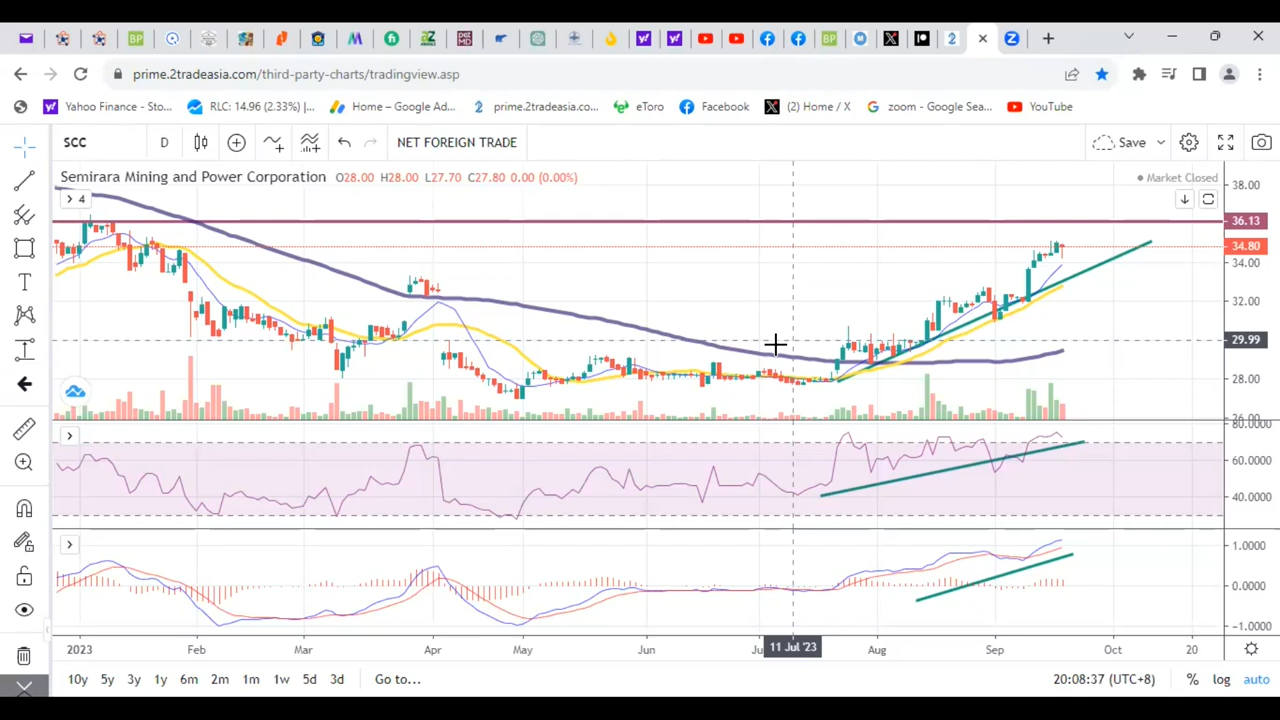 prime.2tradeasia.com/third-party-charts/tradingview.asp
Yahoo Finance - Sto...
RLC: 14.96 (2.33%) |...
Home – Google Ad...
prime.2tradeasia.co...
eToro
Facebook
(2) Home / X
zoom - Google Sea...
YouTube
SCC
D
NET FOREIGN TRADE
Save
Semirara Mining and Power Corporation O28.00 H28.00 L27.70 C27.80 0.00 (0.00%)
Market Closed
4
38.00
36.13
34.80
34.00
32.00
29.99
28.00
36.00
80.0000
60.0000
40.0000
1.0000
0.0000
-1.0000
2023 Feb Mar Apr May Jun 11 Jul '23 Aug Sep Oct 20
10y 5y 3y 1y 6m 2m 1m 1w 5d 3d Go to... 20:08:37 (UTC+8) % log auto